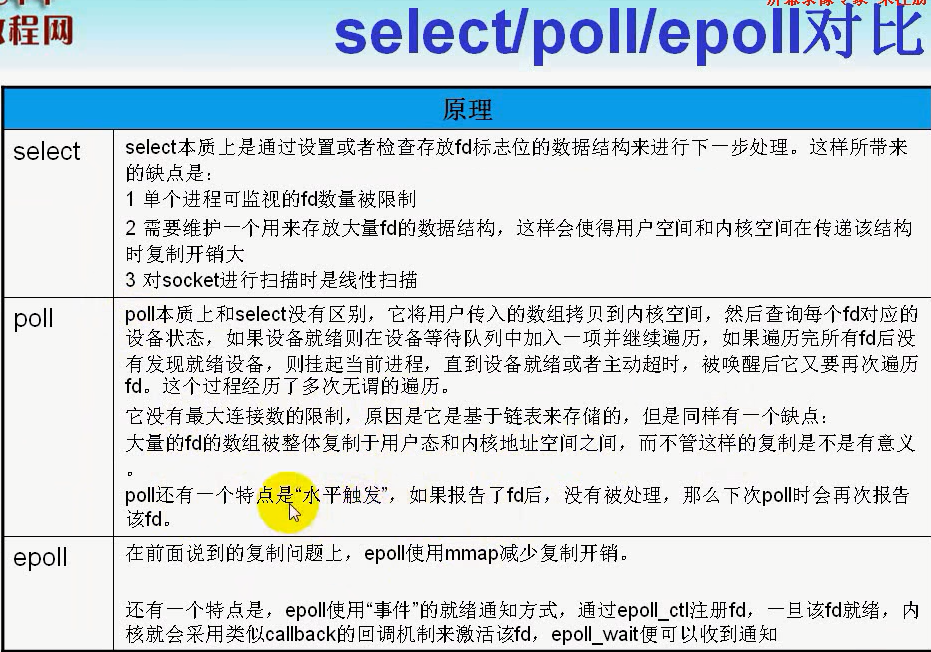 程网
select/poll/epoll对比
原理
select
select本质上是通过设置或者检查存放fd标志位的数据结构来进行下一步处理。这样所带来
的缺点是：
1 单个进程可监视的fd数量被限制
2 需要维护一个用来存放大量fd的数据结构，这样会使得用户空间和内核空间在传递该结构
时复制开销大
3 对socket进行扫描时是线性扫描
poll
poll本质上和select没有区别，它将用户传入的数组拷贝到内核空间，然后查询每个fd对应的
设备状态，如果设备就绪则在设备等待队列中加入一项并继续遍历，如果遍历完所有fd后没
有发现就绪设备，则挂起当前进程，直到设备就绪或者主动超时，被唤醒后它又要再次遍历
fd。这个过程经历了多次无谓的遍历。
它没有最大连接数的限制，原因是它是基于链表来存储的，但是同样有一个缺点：
大量的fd的数组被整体复制于用户态和内核地址空间之间，而不管这样的复制是不是有意义
。
poll还有一个特点是“水平触发”，如果报告了fd后，没有被处理，那么下次poll时会再次报告
该fd。
epoll
在前面说到的复制问题上，epoll使用mmap减少复制开销。
还有一个特点是，epoll使用“事件”的就绪通知方式，通过epoll_ctl注册fd，一旦该fd就绪，内
核就会采用类似callback的回调机制来激活该fd，epoll_wait便可以收到通知